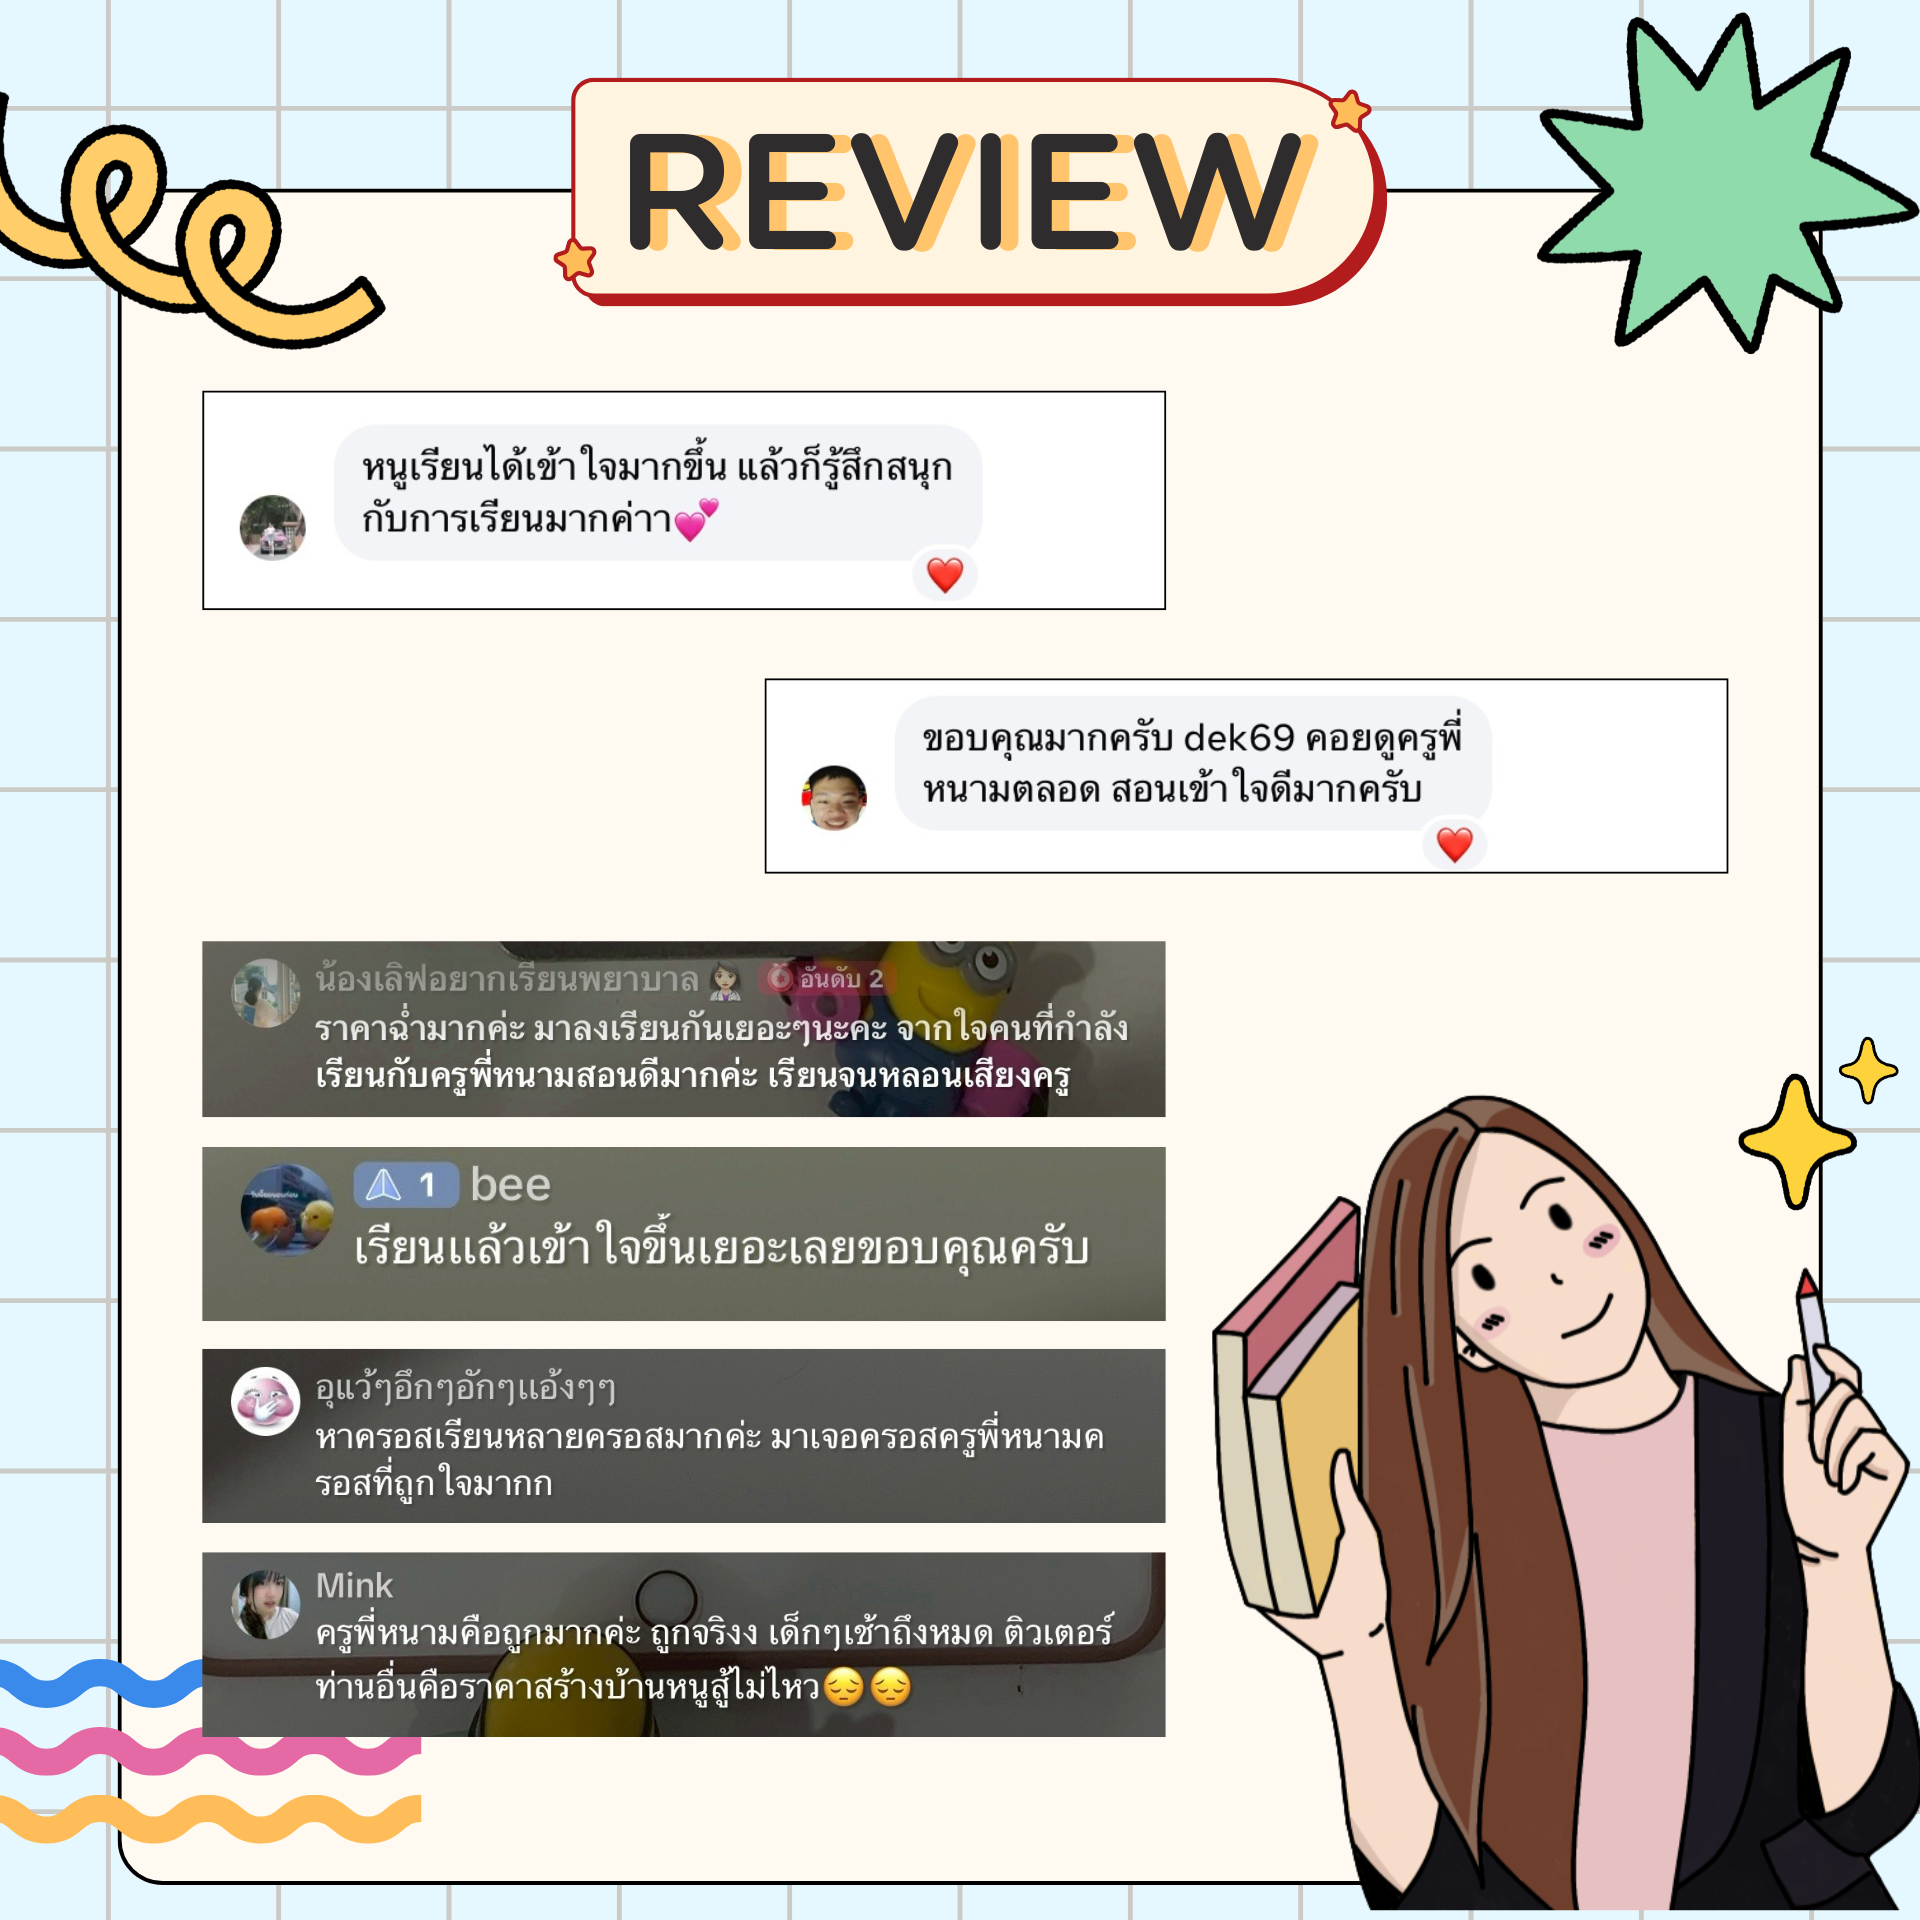 REVIEW
หนูเรียนได้เข้าใจมากขึ้น แล้วก็รู้สึกสนุก
กับการเรียนมากค่าา💕
❤️
ขอบคุณมากครับ dek69 คอยดูครูพี่
หนามตลอด สอนเข้าใจดีมากครับ
❤️
น้องเลิฟอยากเรียนพยาบาล 👩🏻‍⚕️ อันดับ 2
ราคาฉ่ำมากค่ะ มาลงเรียนกันเยอะๆนะคะ จากใจคนที่กำลัง
เรียนกับครูพี่หนามสอนดีมากค่ะ เรียนจนหลอนเสียงครู
1 bee
เรียนแล้วเข้าใจขึ้นเยอะเลยขอบคุณครับ
อุแว้ๆอึกๆอักๆแอ้งๆๆ
หาครอสเรียนหลายครอสมากค่ะ มาเจอครอสครูพี่หนามค
รอสที่ถูกใจมากก
Mink
ครูพี่หนามคือถูกมากค่ะ ถูกจริงง เด็กๆเช้าถึงหมด ติวเตอร์
ท่านอื่นคือราคาสร้างบ้านหนูสู้ไม่ไหว😔😔